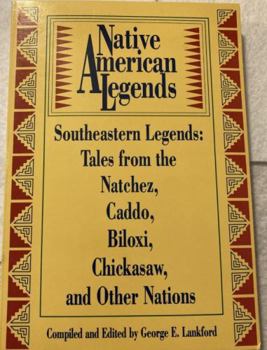 Native
American
Legends
Southeastern Legends:
Tales from the
Natchez,
Caddo,
Biloxi,
Chickasaw,
and Other Nations
Compiled and Edited by George E. Lankford